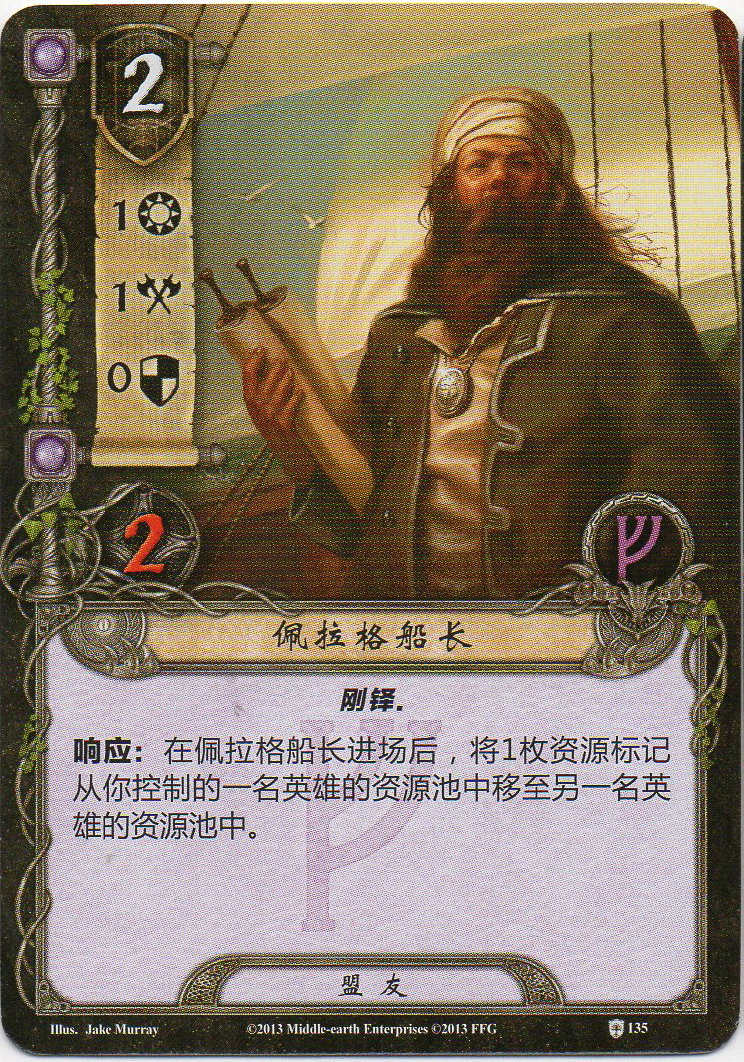 2
1
1
0
2
佩拉格船长
刚铎.
响应：在佩拉格船长进场后，将1枚资源标记
从你控制的一名英雄的资源池中移至另一名英
雄的资源池中。
盟友
Illus. Jake Murray ©2013 Middle-earth Enterprises ©2013 FFG 135